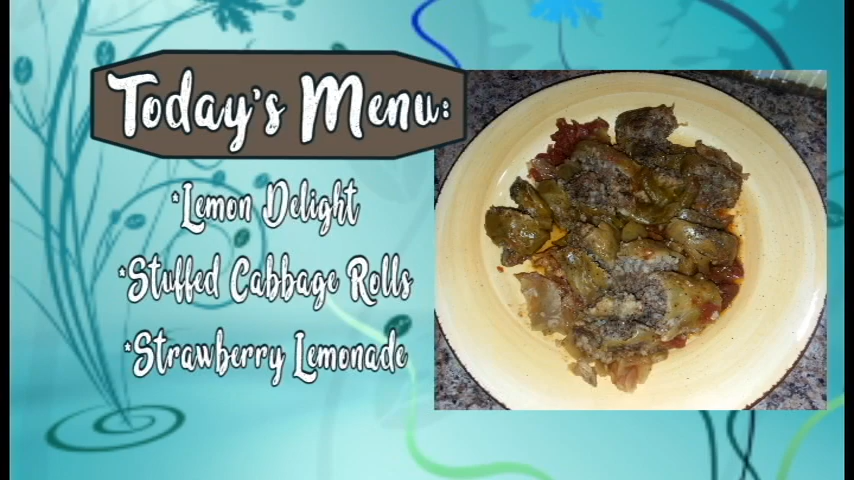 Today's Menu:
*Lemon Delight
*Stuffed Cabbage Rolls
*Strawberry Lemonade